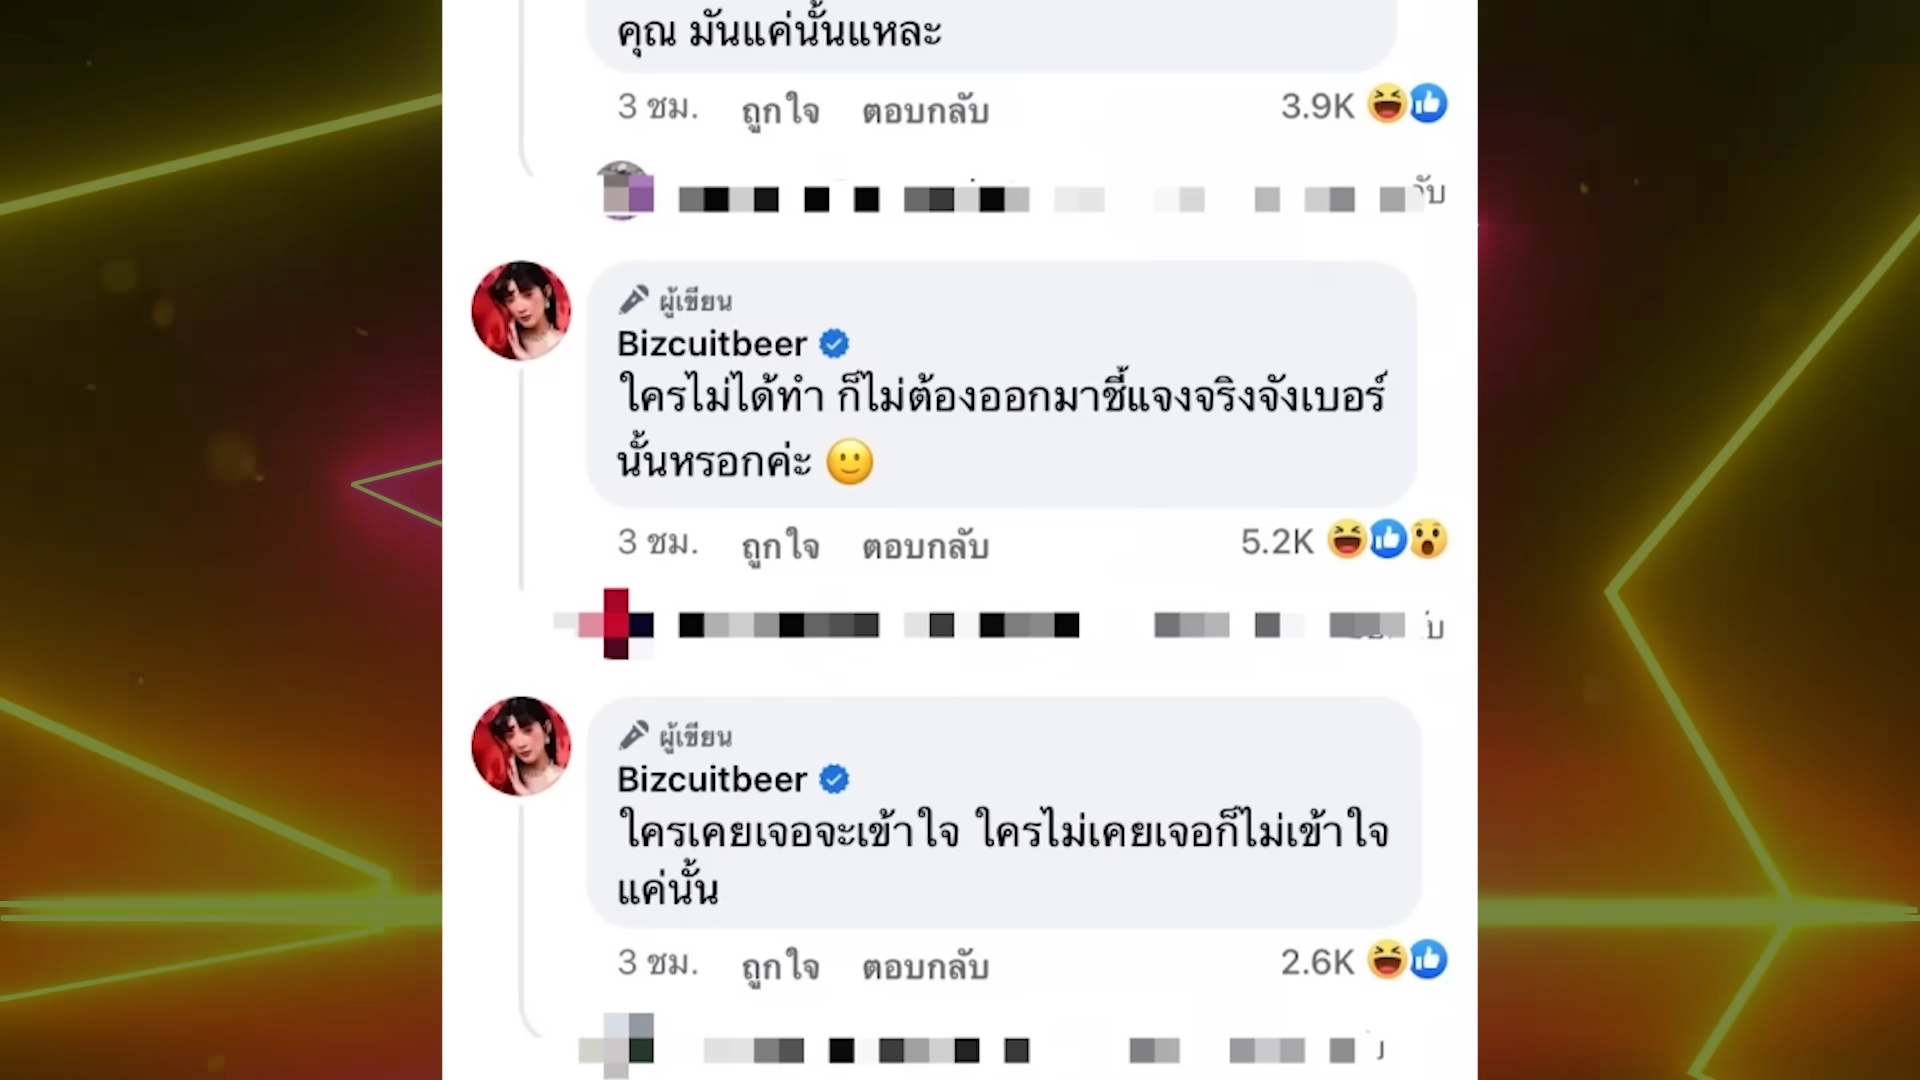 คุณ มันแค่นั้นแหละ
3 ชม. ถูกใจ ตอบกลับ 3.9K
ผู้เขียน
Bizcuitbeer
ใครไม่ได้ทำ ก็ไม่ต้องออกมาชี้แจงจริงจังเบอร์
นั้นหรอกค่ะ 🙂
3 ชม. ถูกใจ ตอบกลับ 5.2K
ผู้เขียน
Bizcuitbeer
ใครเคยเจอจะเข้าใจ ใครไม่เคยเจอก็ไม่เข้าใจ
แค่นั้น
3 ชม. ถูกใจ ตอบกลับ 2.6K